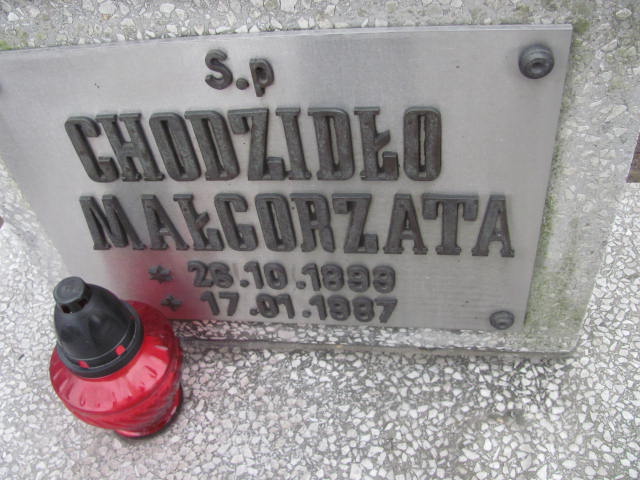 Ś.p
CHODZIDŁO
MAŁGORZATA
* 26.10.1899
* 17.01.1987